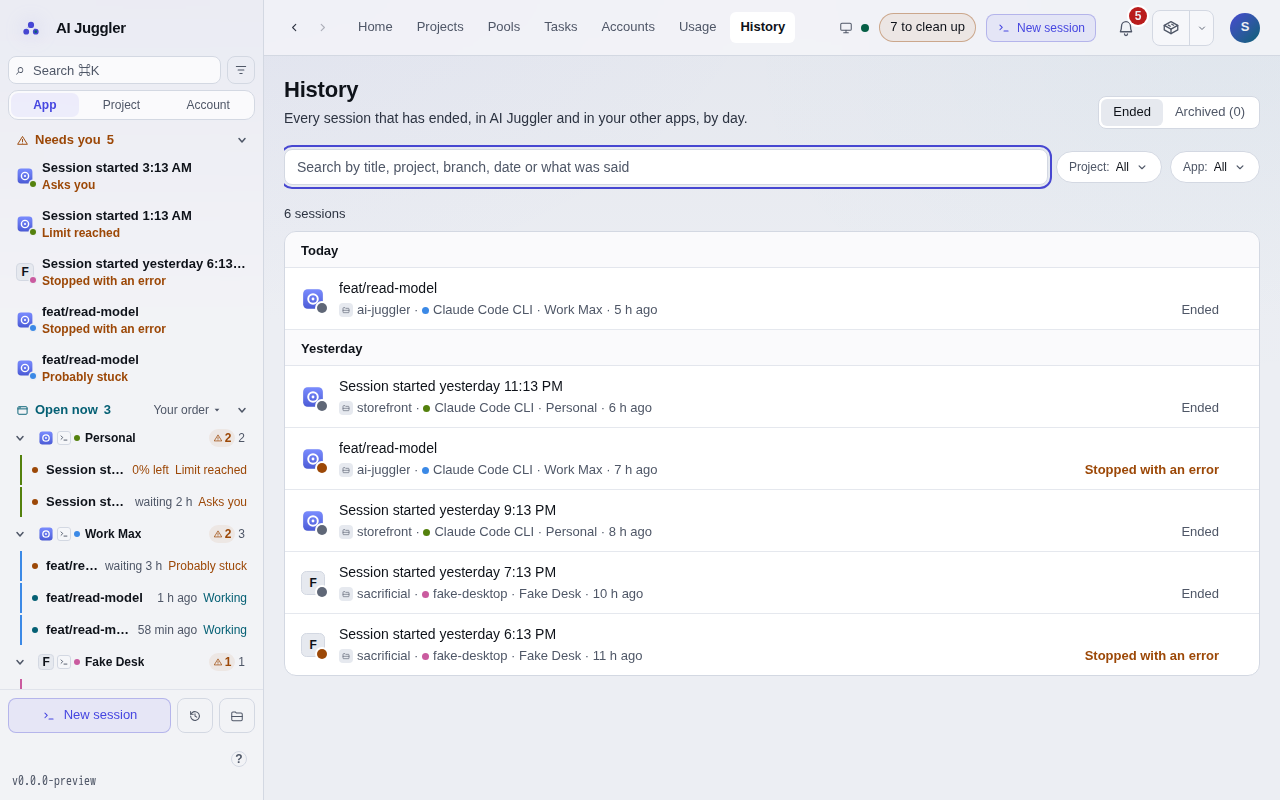 AI Juggler
Search ⌘K
App Project Account
Needs you 5
Session started 3:13 AM
Asks you
Session started 1:13 AM
Limit reached
F Session started yesterday 6:13…
Stopped with an error
feat/read-model
Stopped with an error
feat/read-model
Probably stuck
Open now 3 Your order
Personal 2 2
Session st… 0% left Limit reached
Session st… waiting 2 h Asks you
Work Max 2 3
feat/re… waiting 3 h Probably stuck
feat/read-model 1 h ago Working
feat/read-m… 58 min ago Working
F Fake Desk 1 1
New session
?
v0.0.0-preview
Home Projects Pools Tasks Accounts Usage History 7 to clean up New session 5 S
History
Every session that has ended, in AI Juggler and in your other apps, by day.
Ended Archived (0)
Search by title, project, branch, date or what was said
Project: All App: All
6 sessions
Today
feat/read-model
ai-juggler · Claude Code CLI · Work Max · 5 h ago Ended
Yesterday
Session started yesterday 11:13 PM
storefront · Claude Code CLI · Personal · 6 h ago Ended
feat/read-model
ai-juggler · Claude Code CLI · Work Max · 7 h ago Stopped with an error
Session started yesterday 9:13 PM
storefront · Claude Code CLI · Personal · 8 h ago Ended
Session started yesterday 7:13 PM
F sacrificial · fake-desktop · Fake Desk · 10 h ago Ended
Session started yesterday 6:13 PM
F sacrificial · fake-desktop · Fake Desk · 11 h ago Stopped with an error